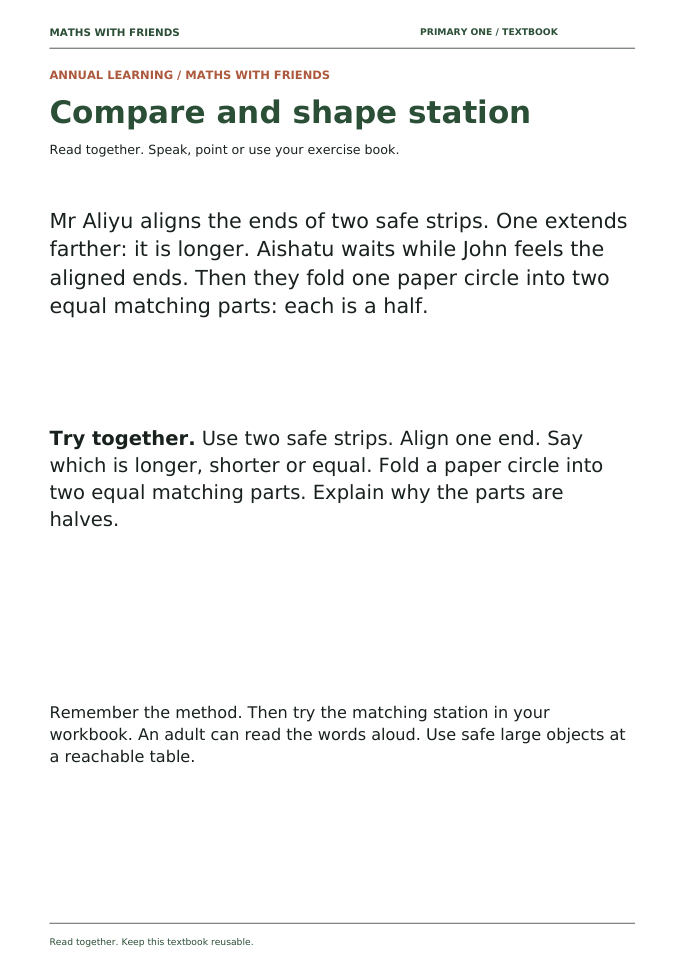 MATHS WITH FRIENDS
PRIMARY ONE / TEXTBOOK
ANNUAL LEARNING / MATHS WITH FRIENDS
Compare and shape station
Read together. Speak, point or use your exercise book.
Mr Aliyu aligns the ends of two safe strips. One extends
farther: it is longer. Aishatu waits while John feels the
aligned ends. Then they fold one paper circle into two
equal matching parts: each is a half.
Try together. Use two safe strips. Align one end. Say
which is longer, shorter or equal. Fold a paper circle into
two equal matching parts. Explain why the parts are
halves.
Remember the method. Then try the matching station in your
workbook. An adult can read the words aloud. Use safe large objects at
a reachable table.
Read together. Keep this textbook reusable.